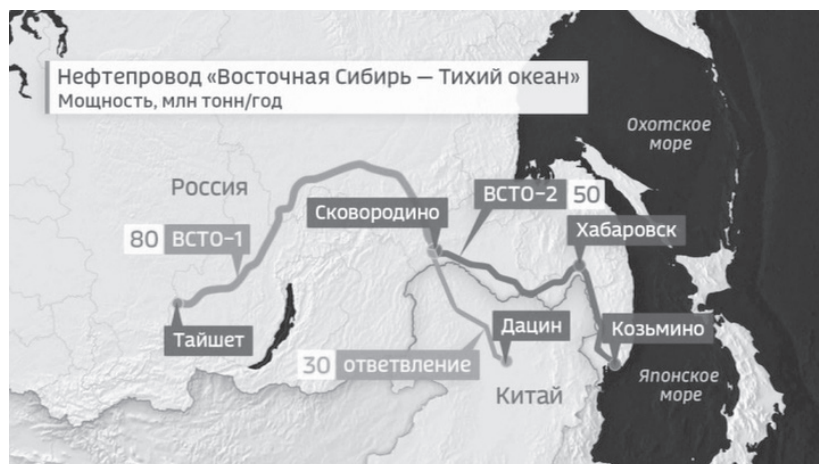 Нефтепровод «Восточная Сибирь — Тихий океан»
Мощность, млн тонн/год
Охотское
море
Россия
ВСТО-2 50
Сковородино
80 ВСТО-1
Хабаровск
Тайшет
Дацин
Козьмино
30 ответвление
Китай
Японское
море